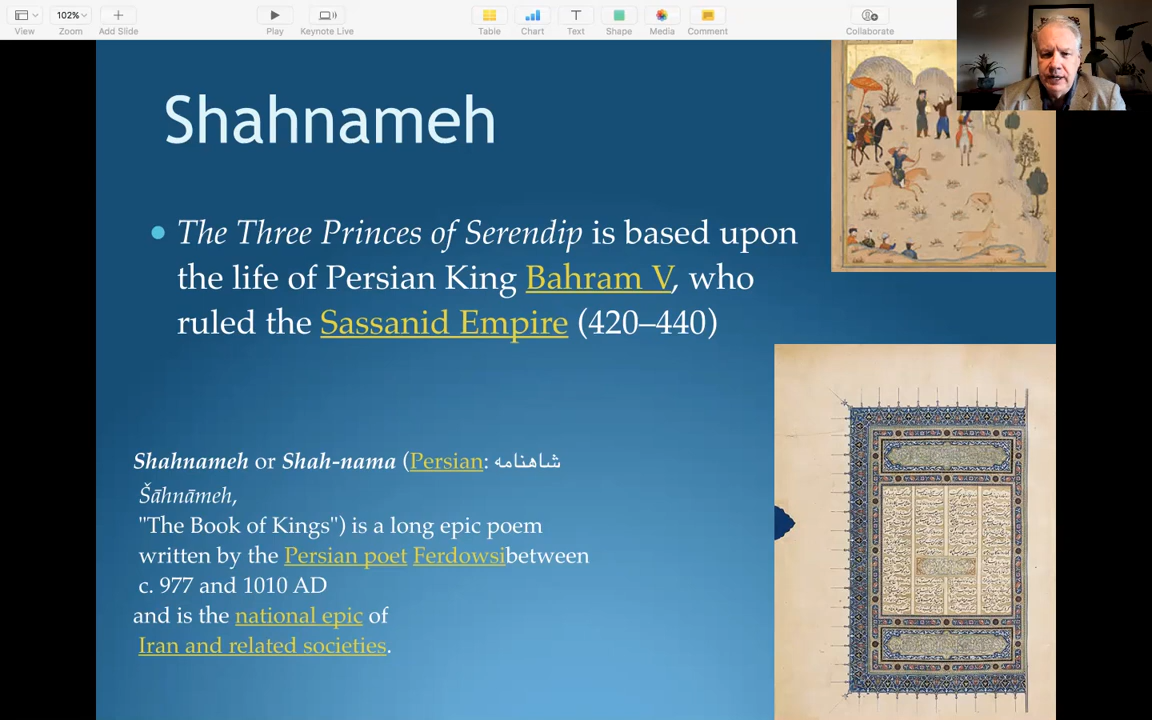 102%
View
Zoom
Add Slide
Play
Keynote Live
Table
Chart
Text
Shape
Media
Comment
Collaborate
Shahnameh
The Three Princes of Serendip is based upon
the life of Persian King Bahram V, who
ruled the Sassanid Empire (420–440)
Shahnameh or Shah-nama (Persian: شاهنامه
Šāhnāmeh,
"The Book of Kings") is a long epic poem
written by the Persian poet Ferdowsibetween
c. 977 and 1010 AD
and is the national epic of
Iran and related societies.